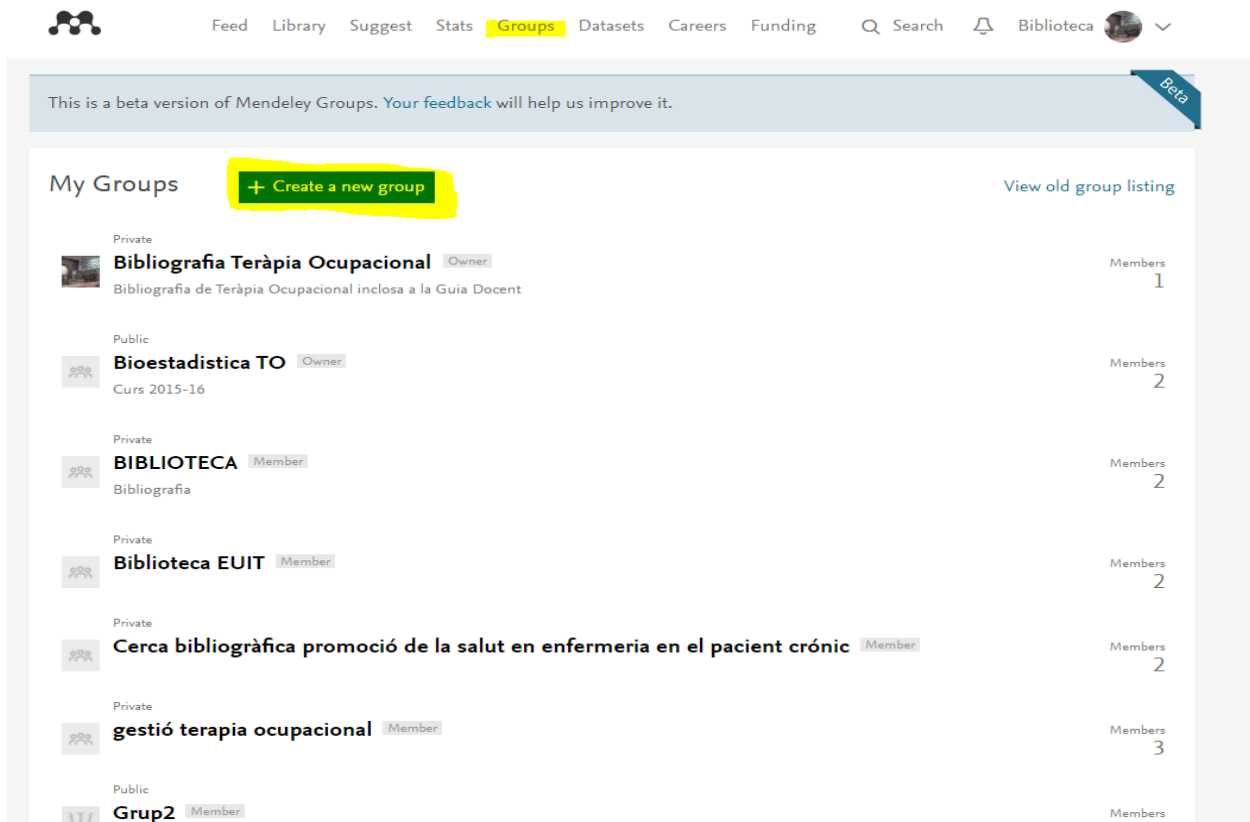 Feed Library Suggest Stats Groups Datasets Careers Funding Search Biblioteca
This is a beta version of Mendeley Groups. Your feedback will help us improve it.
Beta
My Groups + Create a new group View old group listing
Private
Bibliografia Teràpia Ocupacional Owner
Members
Bibliografia de Teràpia Ocupacional inclosa a la Guia Docent
1
Public
Bioestadistica TO Owner
Members
Curs 2015-16
2
Private
BIBLIOTECA Member
Members
Bibliografia
2
Private
Biblioteca EUIT Member
Members
2
Private
Cerca bibliogràfica promoció de la salut en enfermeria en el pacient crónic Member
Members
2
Private
gestió terapia ocupacional Member
Members
3
Public
Grup2 Member
Members